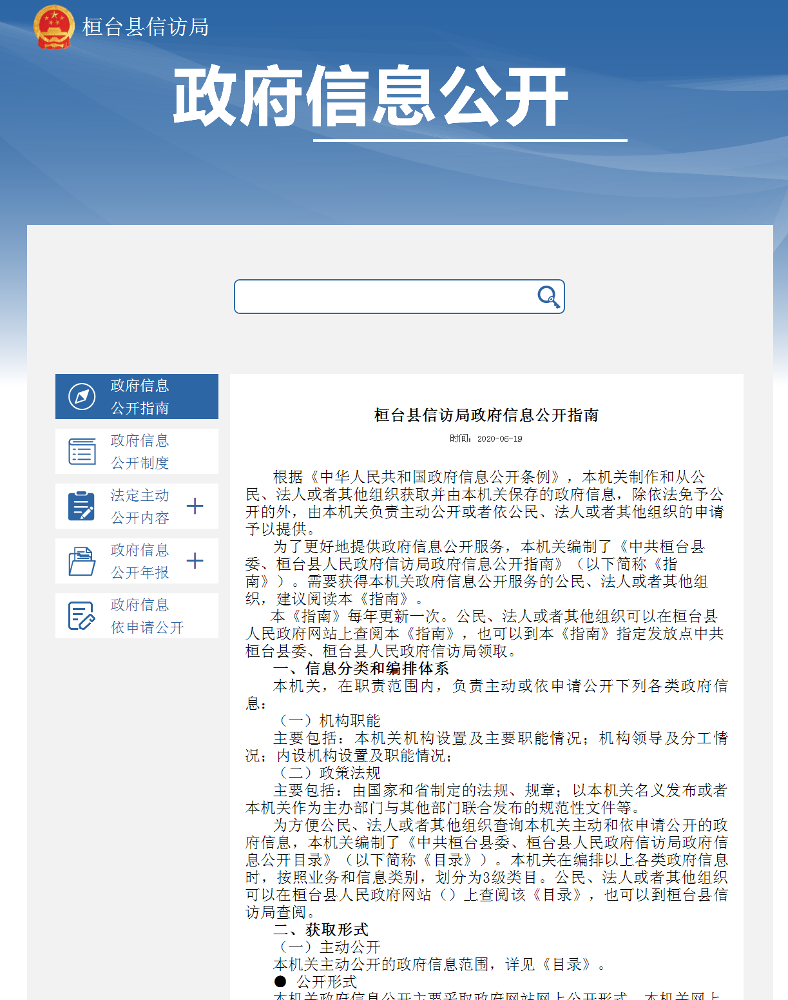 桓台县信访局
政府信息公开
政府信息
公开指南
政府信息
公开制度
法定主动
公开内容
政府信息
公开年报
政府信息
依申请公开
桓台县信访局政府信息公开指南
时间：2020-06-19
根据《中华人民共和国政府信息公开条例》，本机关制作和从公
民、法人或者其他组织获取并由本机关保存的政府信息，除依法免予公
开的外，由本机关负责主动公开或者依公民、法人或者其他组织的申请
予以提供。
为了更好地提供政府信息公开服务，本机关编制了《中共桓台县
委、桓台县人民政府信访局政府信息公开指南》（以下简称《指
南》）。需要获得本机关政府信息公开服务的公民、法人或者其他组
织，建议阅读本《指南》。
本《指南》每年更新一次。公民、法人或者其他组织可以在桓台县
人民政府网站上查阅本《指南》，也可以到本《指南》指定发放点中共
桓台县委、桓台县人民政府信访局领取。
一、信息分类和编排体系
本机关，在职责范围内，负责主动或依申请公开下列各类政府信
息：
（一）机构职能
主要包括：本机关机构设置及主要职能情况；机构领导及分工情
况；内设机构设置及职能情况；
（二）政策法规
主要包括：由国家和省制定的法规、规章；以本机关名义发布或者
本机关作为主办部门与其他部门联合发布的规范性文件等。
为方便公民、法人或者其他组织查询本机关主动和依申请公开的政
府信息，本机关编制了《中共桓台县委、桓台县人民政府信访局政府信
息公开目录》（以下简称《目录》）。本机关在编排以上各类政府信息
时，按照业务和信息类别，划分为3级类目。公民、法人或者其他组织
可以在桓台县人民政府网站（）上查阅该《目录》，也可以到桓台县信
访局查阅。
二、获取形式
（一）主动公开
本机关主动公开的政府信息范围，详见《目录》。
● 公开形式
本机关政府信息公开主要采取政府网站网上公开形式。本机关网上